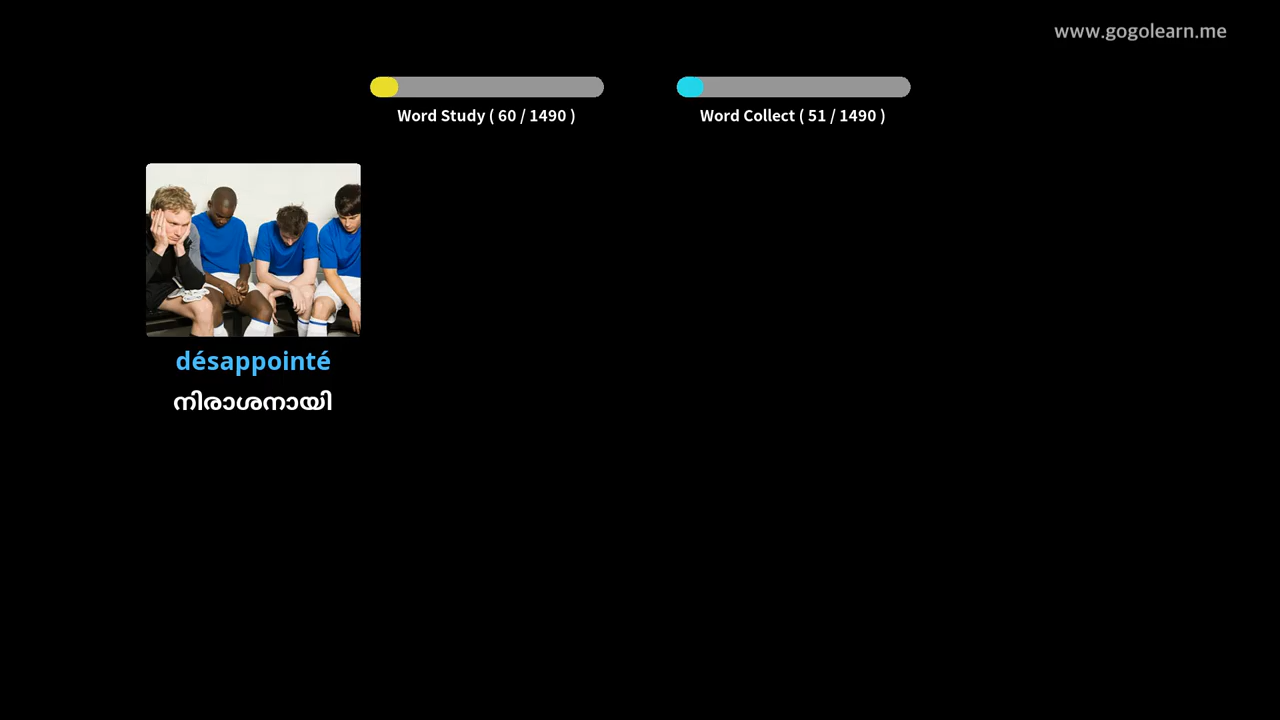 www.gogolearn.me
Word Study ( 60 / 1490 )
Word Collect ( 51 / 1490 )
désappointé
നിരാശനായി